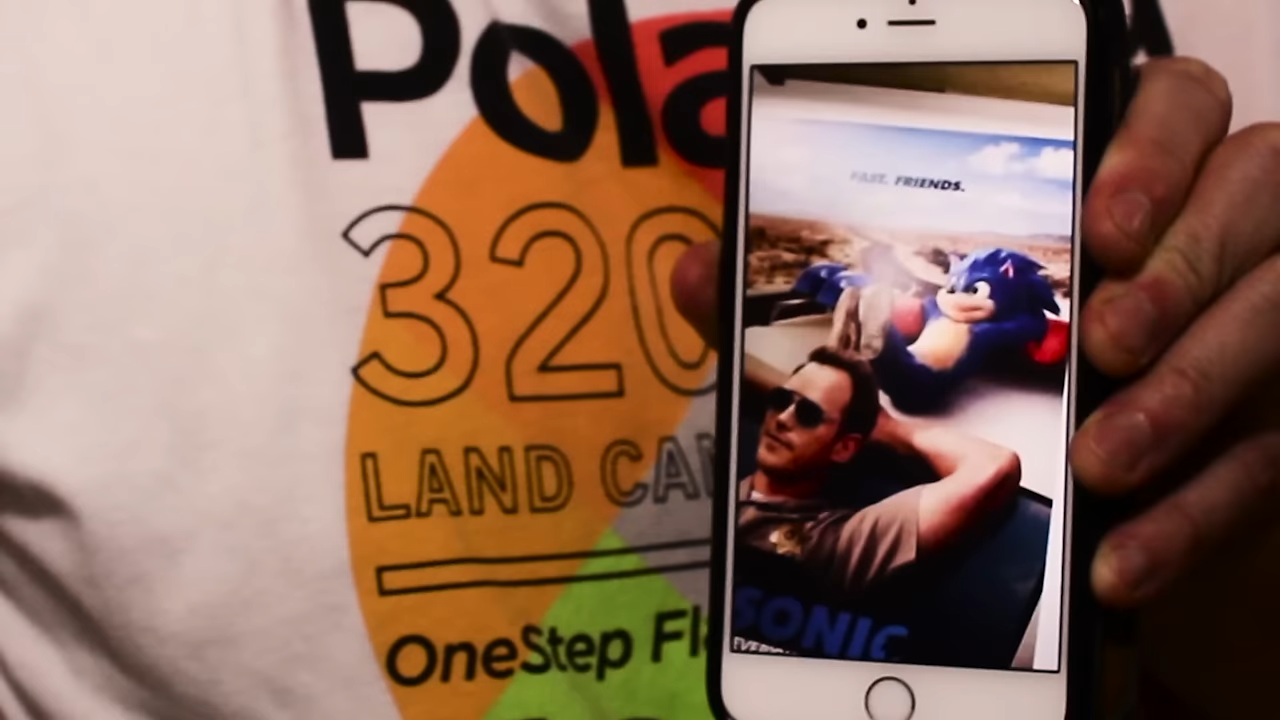 Pola
320
LAND CA
OneStep Fl
FAST. FRIENDS.
SONIC